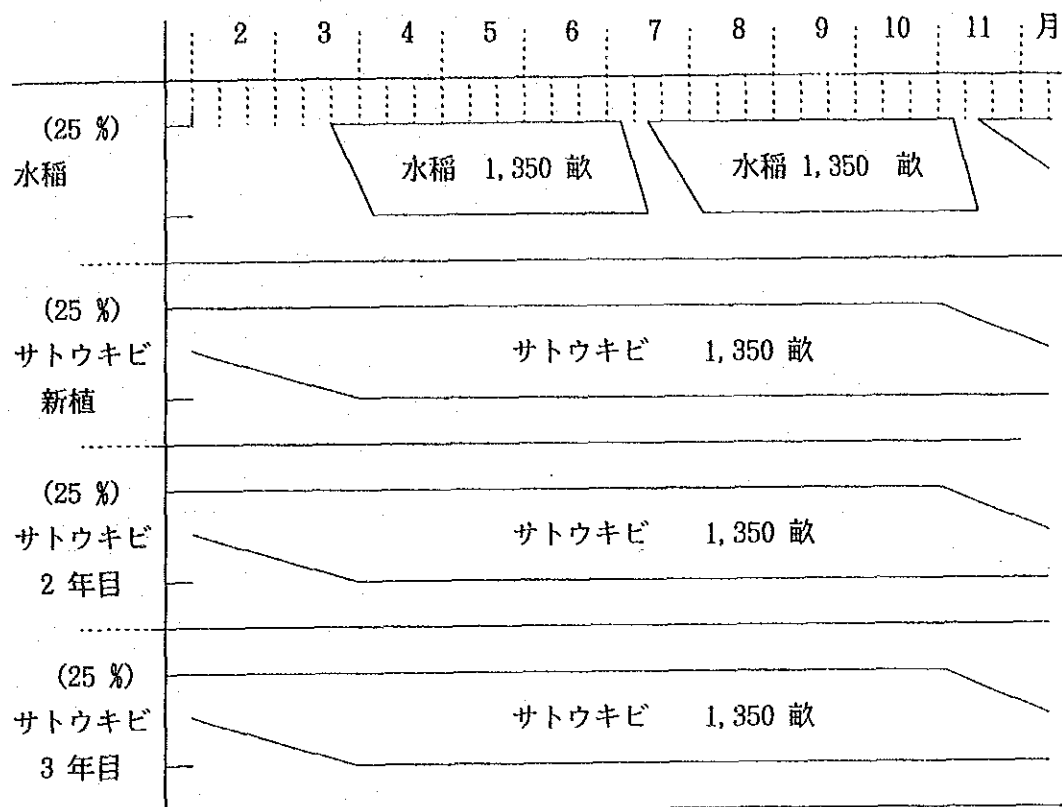 2 3 4 5 6 7 8 9 10 11 月
(25 %)
水稲
水稲 1,350 畝
水稲 1,350 畝
(25 %)
サトウキビ
新植
サトウキビ 1,350 畝
(25 %)
サトウキビ
2 年目
サトウキビ 1,350 畝
(25 %)
サトウキビ
3 年目
サトウキビ 1,350 畝